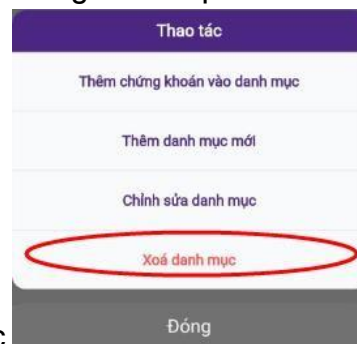 Thao tác
Thêm chứng khoán vào danh mục
Thêm danh mục mới
Chỉnh sửa danh mục
Xoá danh mục
Đóng